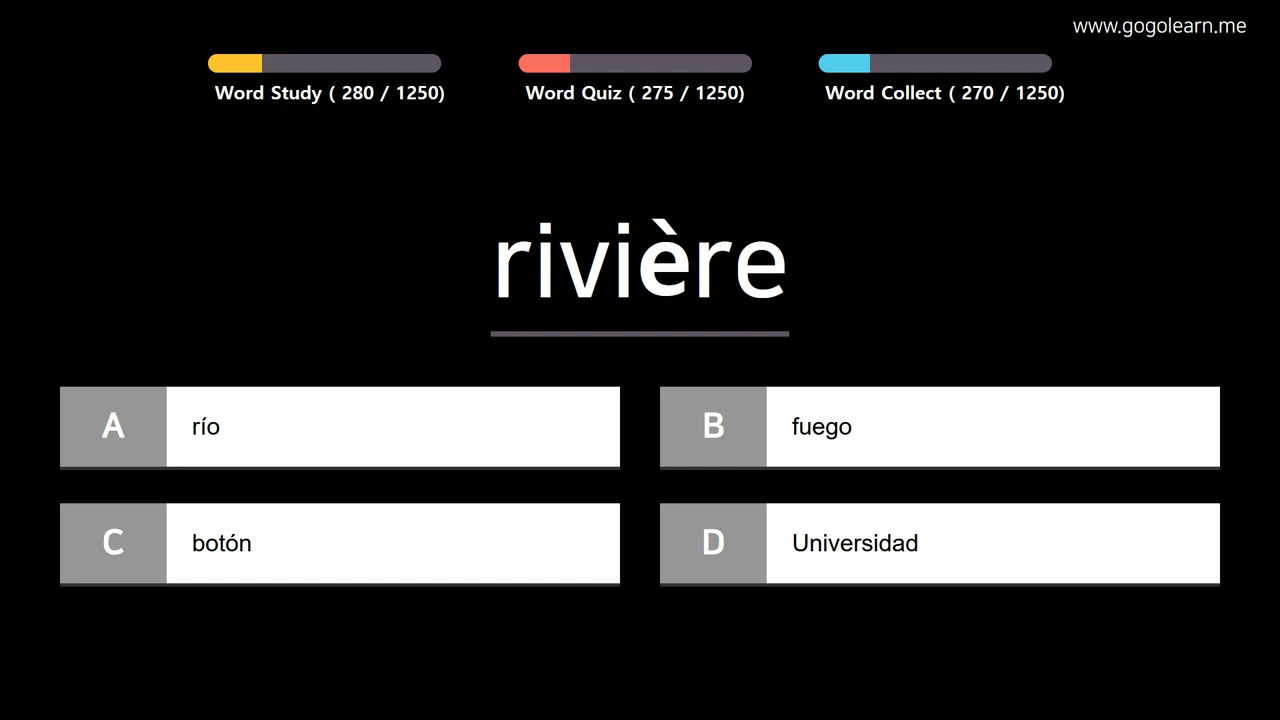 www.gogolearn.me
Word Study ( 280 / 1250)
Word Quiz ( 275 / 1250)
Word Collect ( 270 / 1250)
rivière
A
río
B
fuego
C
botón
D
Universidad